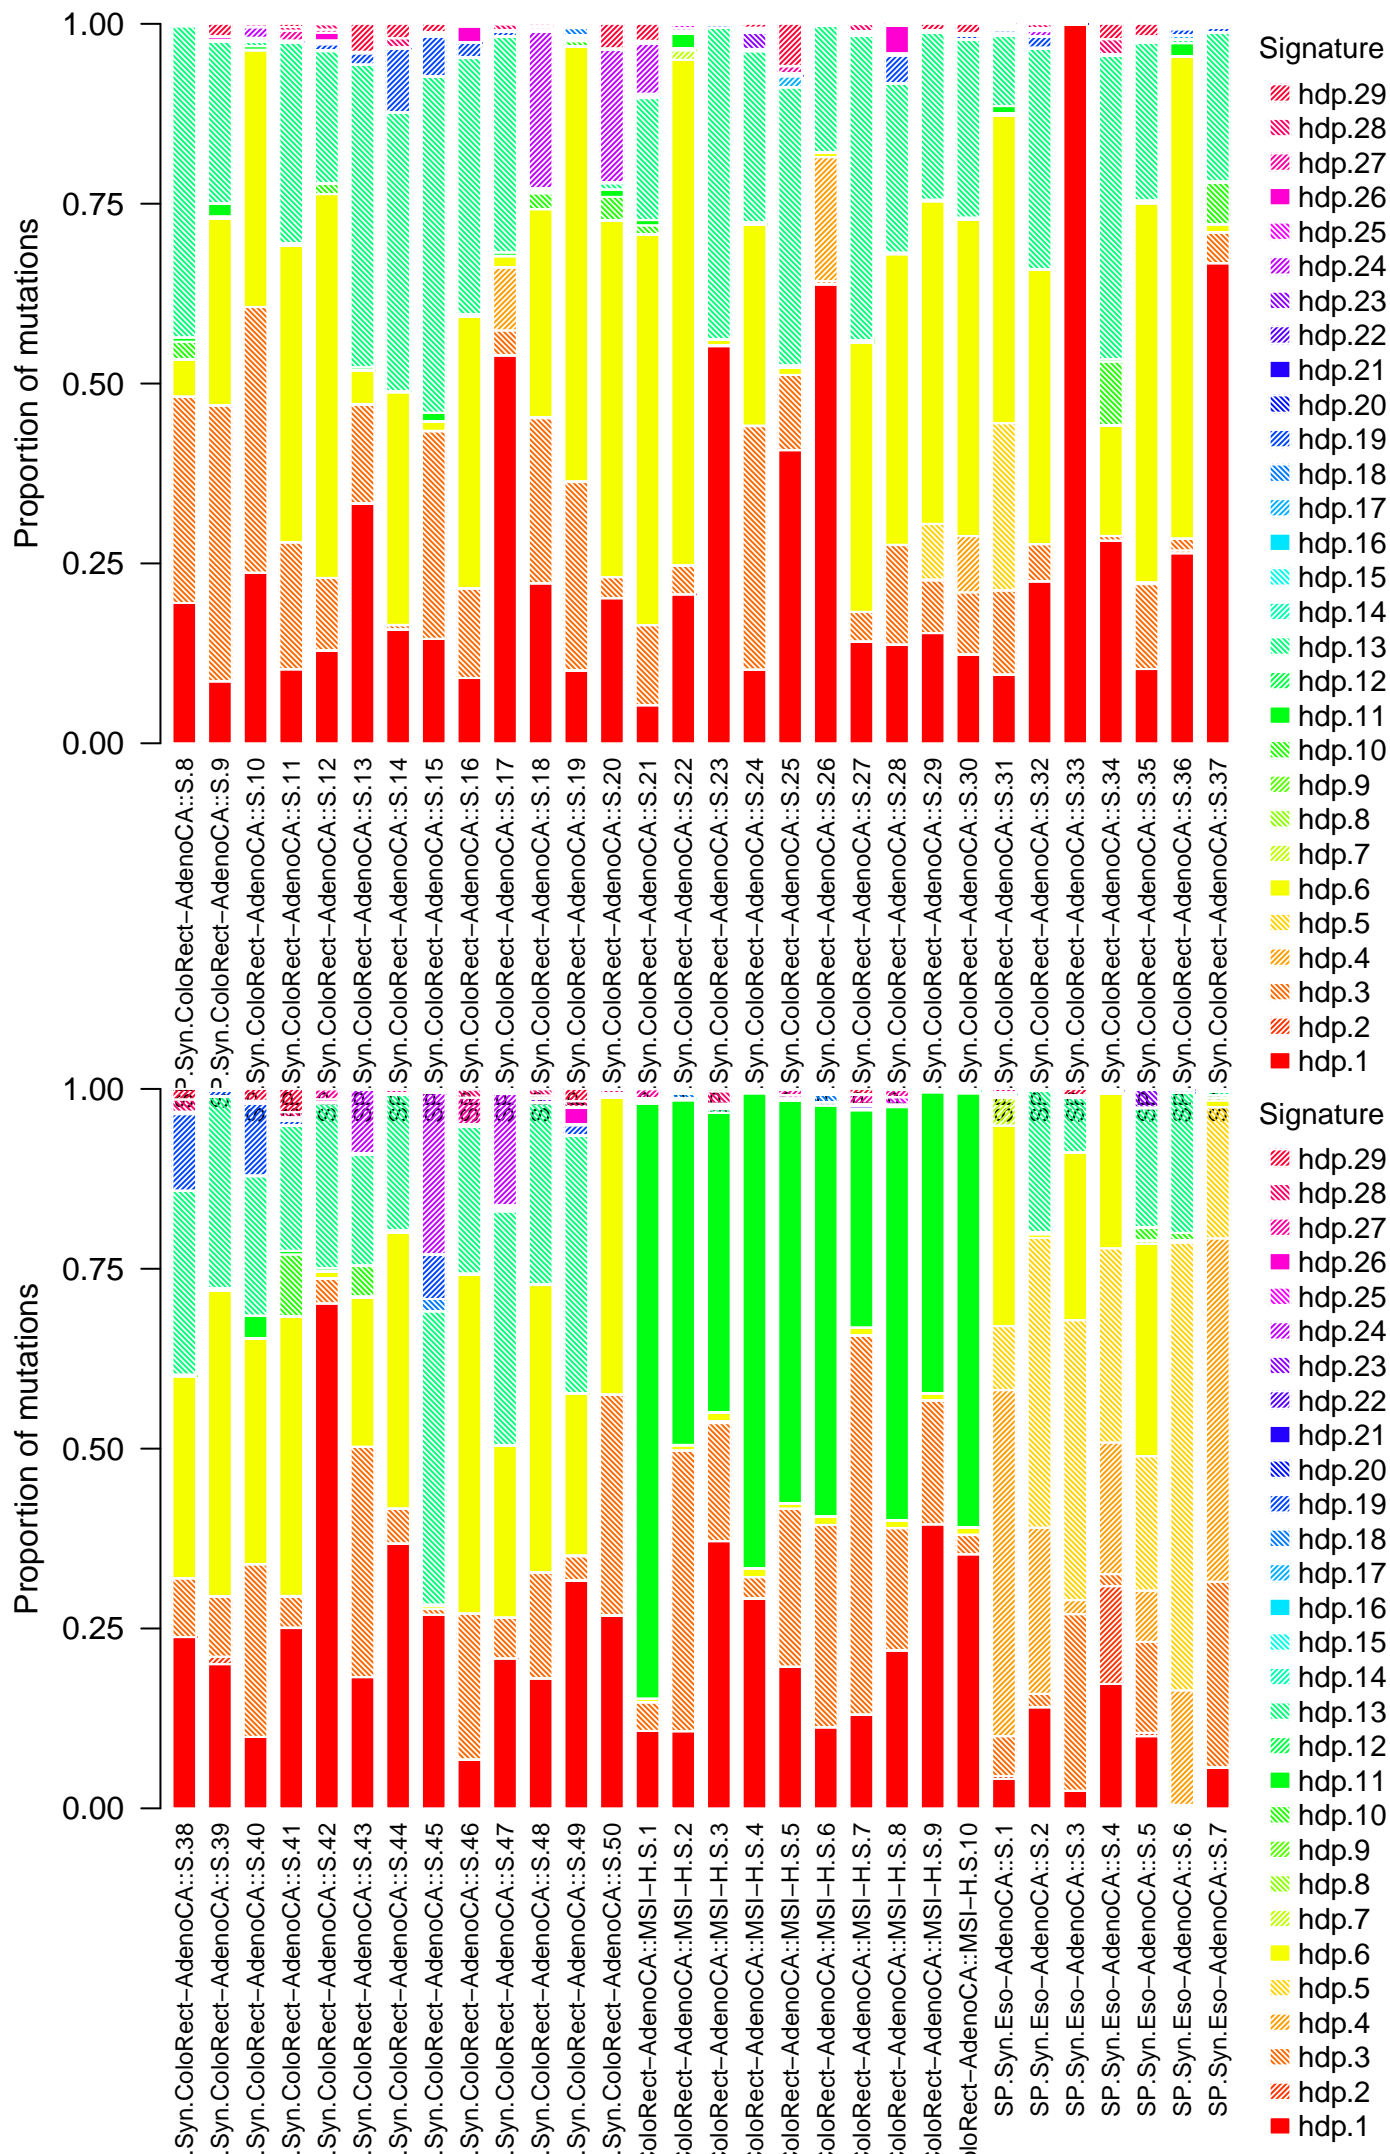 Proportion of mutations
1.00
0.75
0.50
0.25
0.00
P.Syn.ColoRect−AdenoCA::S.8
P.Syn.ColoRect−AdenoCA::S.9
.Syn.ColoRect−AdenoCA::S.10
.Syn.ColoRect−AdenoCA::S.11
.Syn.ColoRect−AdenoCA::S.12
.Syn.ColoRect−AdenoCA::S.13
.Syn.ColoRect−AdenoCA::S.14
.Syn.ColoRect−AdenoCA::S.15
.Syn.ColoRect−AdenoCA::S.16
.Syn.ColoRect−AdenoCA::S.17
.Syn.ColoRect−AdenoCA::S.18
.Syn.ColoRect−AdenoCA::S.19
.Syn.ColoRect−AdenoCA::S.20
.Syn.ColoRect−AdenoCA::S.21
.Syn.ColoRect−AdenoCA::S.22
.Syn.ColoRect−AdenoCA::S.23
.Syn.ColoRect−AdenoCA::S.24
.Syn.ColoRect−AdenoCA::S.25
.Syn.ColoRect−AdenoCA::S.26
.Syn.ColoRect−AdenoCA::S.27
.Syn.ColoRect−AdenoCA::S.28
.Syn.ColoRect−AdenoCA::S.29
.Syn.ColoRect−AdenoCA::S.30
.Syn.ColoRect−AdenoCA::S.31
.Syn.ColoRect−AdenoCA::S.32
.Syn.ColoRect−AdenoCA::S.33
.Syn.ColoRect−AdenoCA::S.34
.Syn.ColoRect−AdenoCA::S.35
.Syn.ColoRect−AdenoCA::S.36
.Syn.ColoRect−AdenoCA::S.37
Signature
hdp.29
hdp.28
hdp.27
hdp.26
hdp.25
hdp.24
hdp.23
hdp.22
hdp.21
hdp.20
hdp.19
hdp.18
hdp.17
hdp.16
hdp.15
hdp.14
hdp.13
hdp.12
hdp.11
hdp.10
hdp.9
hdp.8
hdp.7
hdp.6
hdp.5
hdp.4
hdp.3
hdp.2
hdp.1
Proportion of mutations
1.00
0.75
0.50
0.25
0.00
.Syn.ColoRect−AdenoCA::S.38
.Syn.ColoRect−AdenoCA::S.39
.Syn.ColoRect−AdenoCA::S.40
.Syn.ColoRect−AdenoCA::S.41
.Syn.ColoRect−AdenoCA::S.42
.Syn.ColoRect−AdenoCA::S.43
.Syn.ColoRect−AdenoCA::S.44
.Syn.ColoRect−AdenoCA::S.45
.Syn.ColoRect−AdenoCA::S.46
.Syn.ColoRect−AdenoCA::S.47
.Syn.ColoRect−AdenoCA::S.48
.Syn.ColoRect−AdenoCA::S.49
.Syn.ColoRect−AdenoCA::S.50
coloRect−AdenoCA::MSI−H.S.1
coloRect−AdenoCA::MSI−H.S.2
coloRect−AdenoCA::MSI−H.S.3
coloRect−AdenoCA::MSI−H.S.4
coloRect−AdenoCA::MSI−H.S.5
coloRect−AdenoCA::MSI−H.S.6
coloRect−AdenoCA::MSI−H.S.7
coloRect−AdenoCA::MSI−H.S.8
coloRect−AdenoCA::MSI−H.S.9
oloRect−AdenoCA::MSI−H.S.10
SP.Syn.Eso−AdenoCA::S.1
SP.Syn.Eso−AdenoCA::S.2
SP.Syn.Eso−AdenoCA::S.3
SP.Syn.Eso−AdenoCA::S.4
SP.Syn.Eso−AdenoCA::S.5
SP.Syn.Eso−AdenoCA::S.6
SP.Syn.Eso−AdenoCA::S.7
Signature
hdp.29
hdp.28
hdp.27
hdp.26
hdp.25
hdp.24
hdp.23
hdp.22
hdp.21
hdp.20
hdp.19
hdp.18
hdp.17
hdp.16
hdp.15
hdp.14
hdp.13
hdp.12
hdp.11
hdp.10
hdp.9
hdp.8
hdp.7
hdp.6
hdp.5
hdp.4
hdp.3
hdp.2
hdp.1